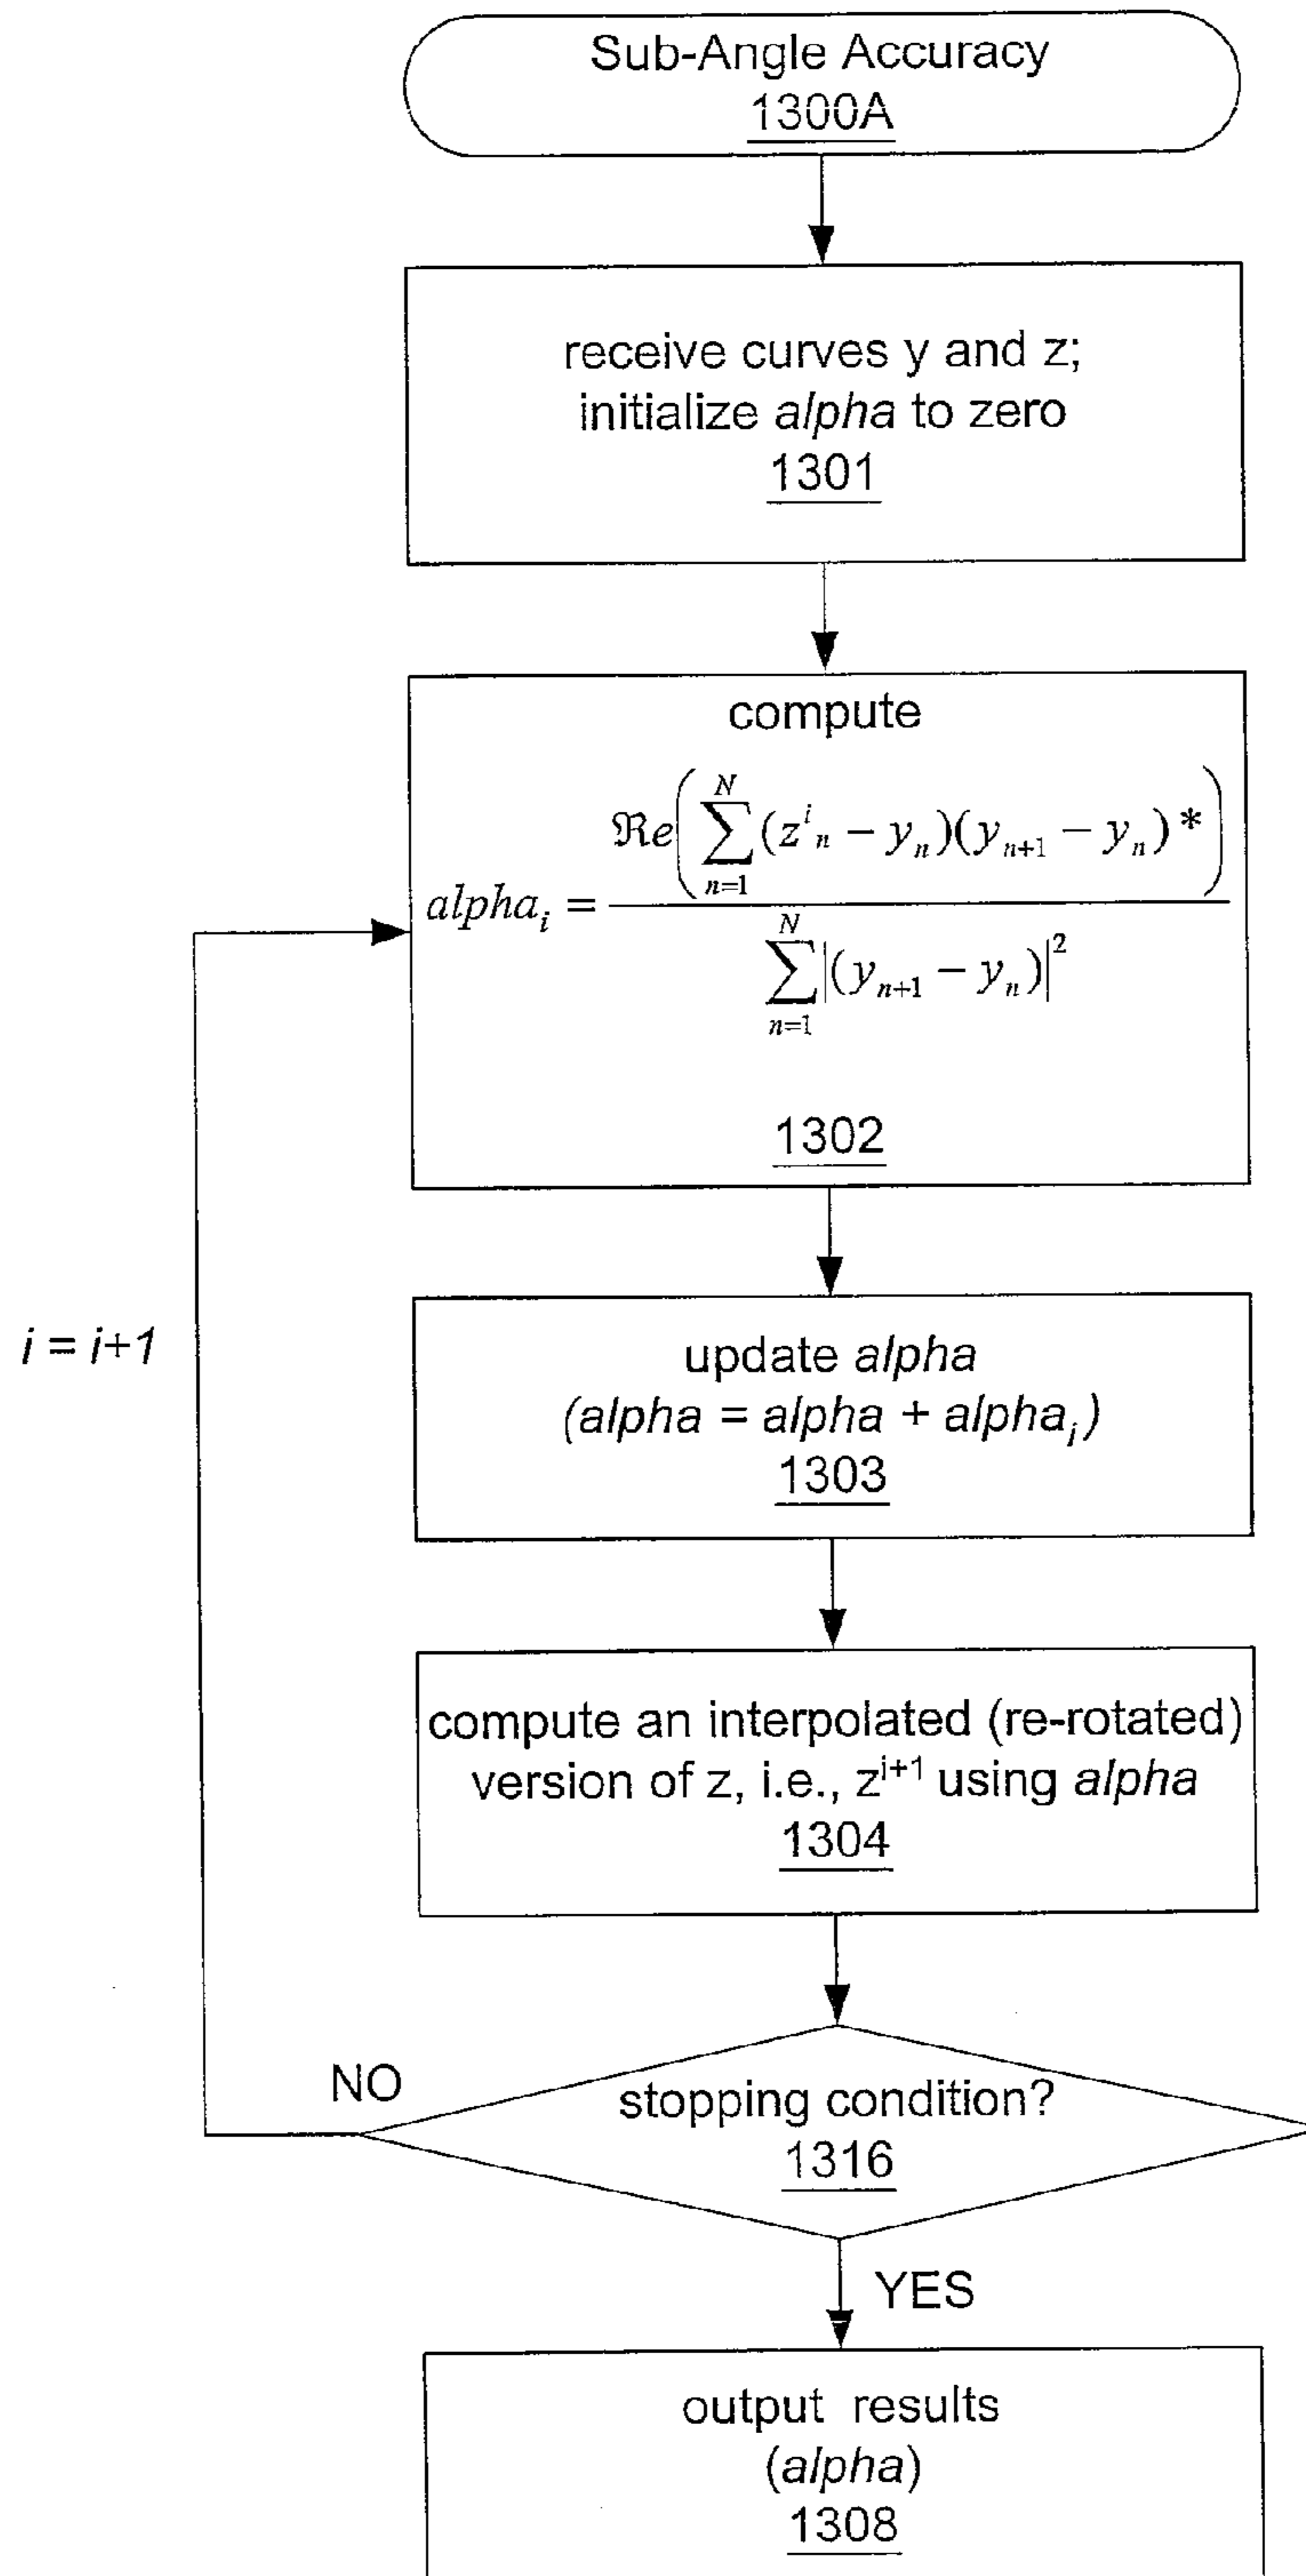 Sub-Angle Accuracy
1300A
receive curves y and z;
initialize alpha to zero
1301
compute
alpha_i = ℜe(∑_{n=1}^{N} (z^i_n − y_n)(y_{n+1} − y_n)*) / ∑_{n=1}^{N} |(y_{n+1} − y_n)|^2
1302
i = i+1
update alpha
(alpha = alpha + alpha_i)
1303
compute an interpolated (re-rotated)
version of z, i.e., z^{i+1} using alpha
1304
NO
stopping condition?
1316
YES
output results
(alpha)
1308